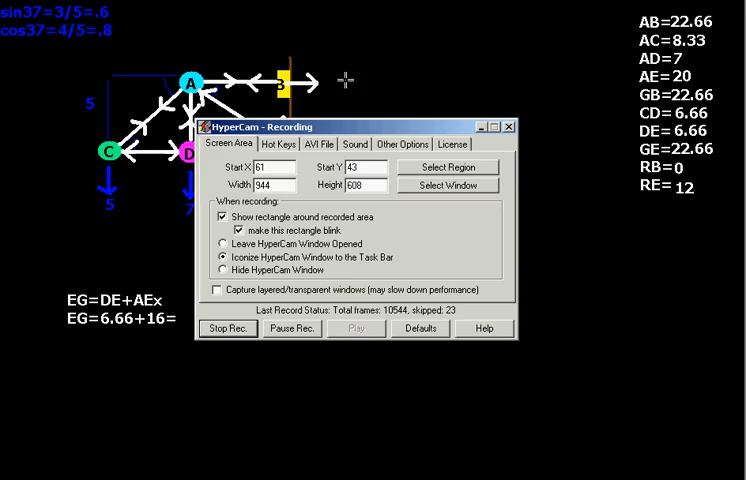 sin37=3/5=.6
cos37=4/5=.8
AB=22.66
AC=8.33
AD=7
AE=20
GB=22.66
CD=6.66
DE=6.66
GE=22.66
RB=0
RE=12
A
B
5
C
D
5
7
EG=DE+AEx
EG=6.66+16=
HyperCam - Recording
Screen Area Hot Keys AVI File Sound Other Options License
Start X 61 Start Y 43 Select Region
Width 944 Height 608 Select Window
When recording:
Show rectangle around recorded area
make this rectangle blink
Leave HyperCam Window Opened
Iconize HyperCam Window to the Task Bar
Hide HyperCam Window
Capture layered/transparent windows (may slow down performance)
Last Record Status: Total frames: 10544, skipped: 23
Stop Rec. Pause Rec. Play Defaults Help